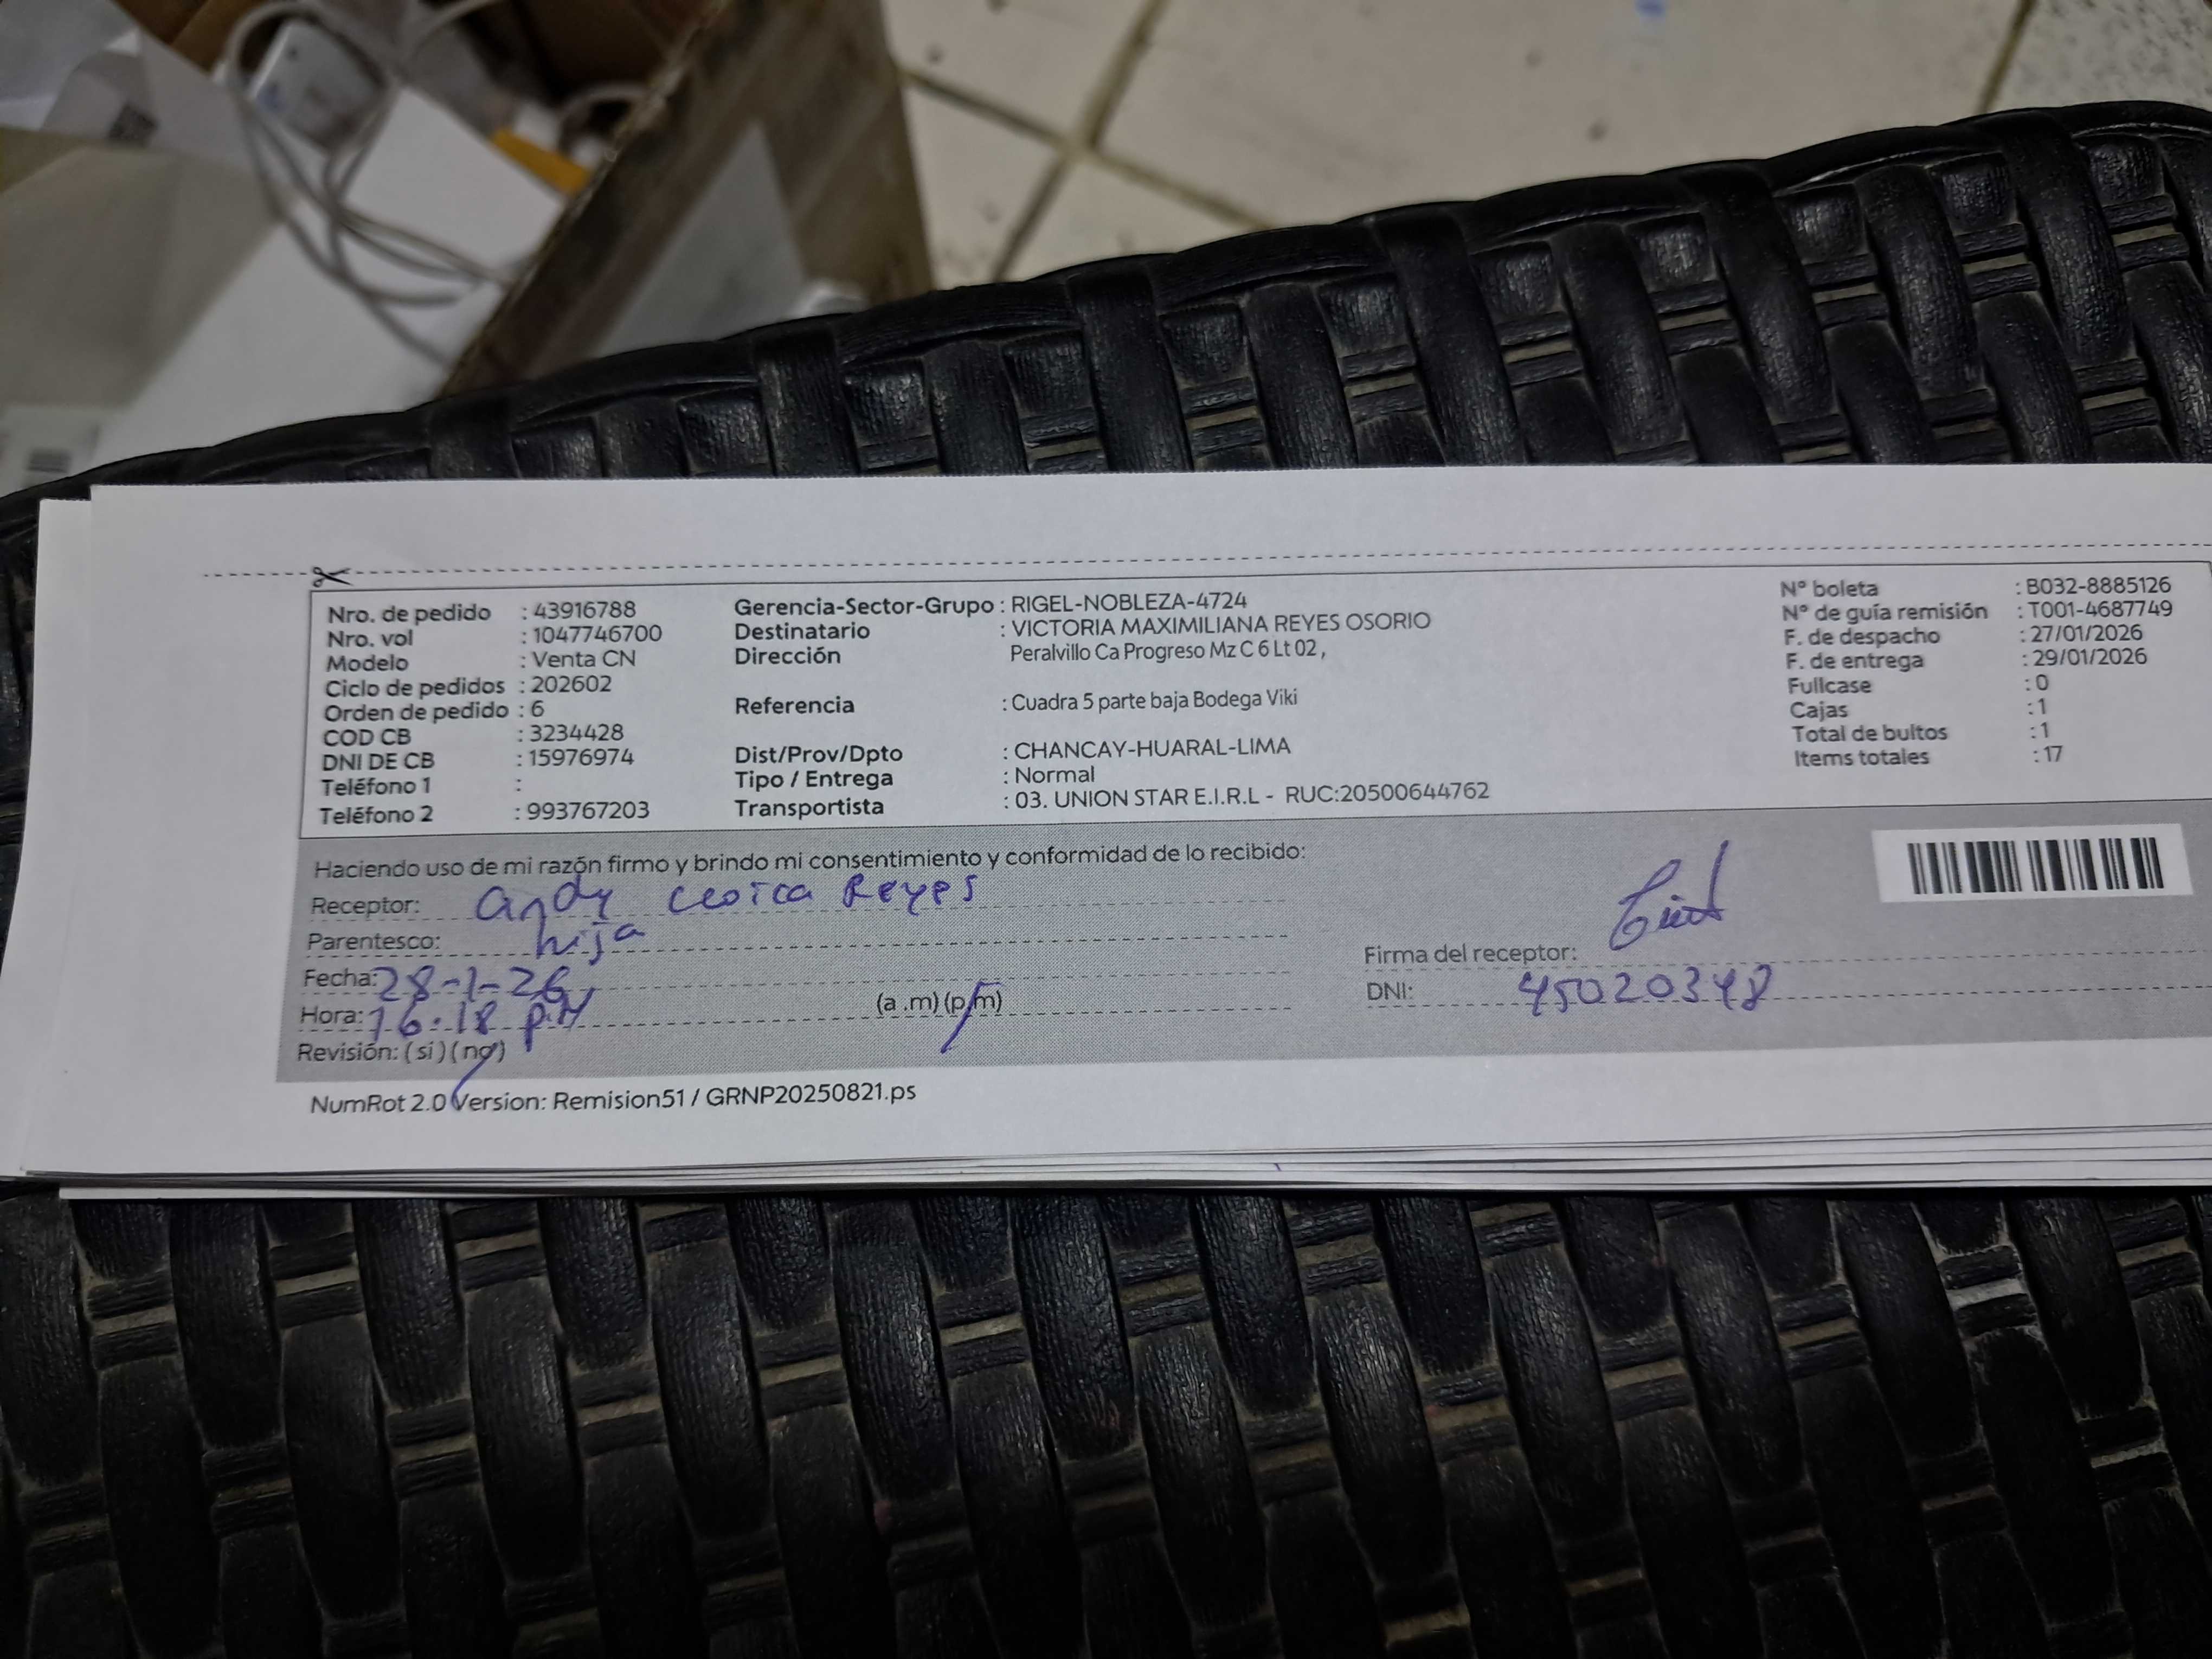 Nro. de pedido : 43916788
Nro. vol : 1047746700
Modelo : Venta CN
Ciclo de pedidos : 202602
Orden de pedido : 6
COD CB : 3234428
DNI DE CB : 15976974
Teléfono 1 :
Teléfono 2 : 993767203
Gerencia-Sector-Grupo : RIGEL-NOBLEZA-4724
Destinatario : VICTORIA MAXIMILIANA REYES OSORIO
Dirección Peralvillo Ca Progreso Mz C 6 Lt 02 ,
Referencia : Cuadra 5 parte baja Bodega Viki
Dist/Prov/Dpto : CHANCAY-HUARAL-LIMA
Tipo / Entrega : Normal
Transportista : 03. UNION STAR E.I.R.L - RUC:20500644762
Nº boleta : B032-8885126
Nº de guía remisión : T001-4687749
F. de despacho : 27/01/2026
F. de entrega : 29/01/2026
Fullcase : 0
Cajas : 1
Total de bultos : 1
Items totales : 17
Haciendo uso de mi razón firmo y brindo mi consentimiento y conformidad de lo recibido:
Receptor: Andy Reyes
Parentesco: hija
Fecha: 28-1-26
Hora: 16.18 pm (a .m) (p/m)
Revisión: ( si ) ( no )
Firma del receptor:
DNI: 45020348
NumRot 2.0 Version: Remision51 / GRNP20250821.ps